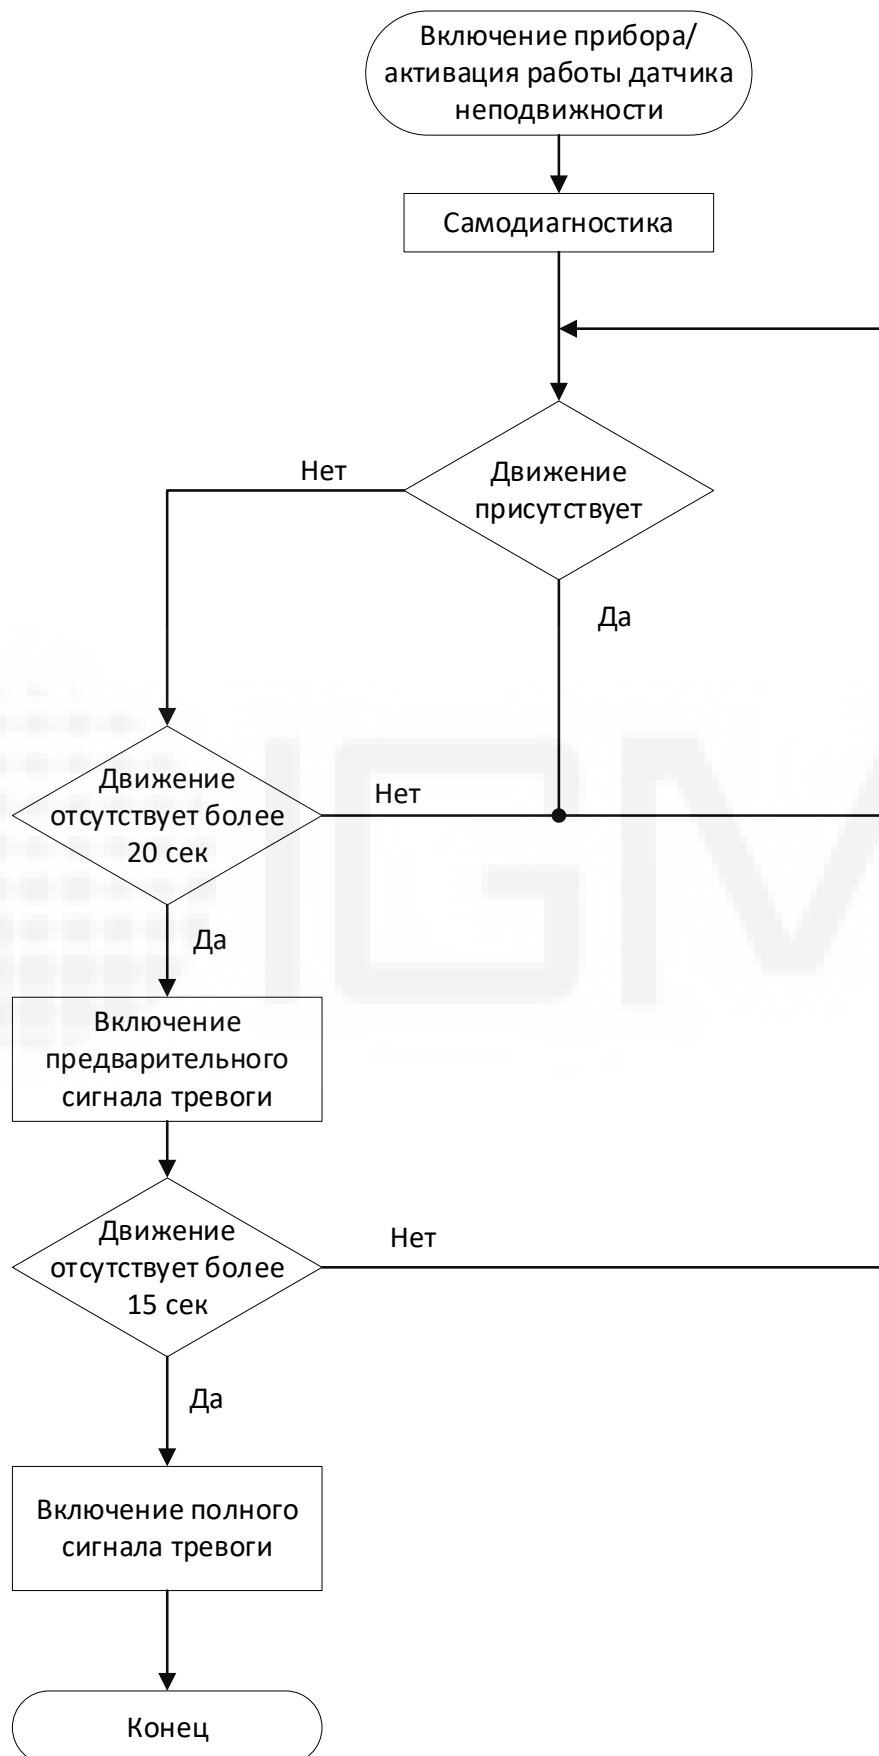 Включение прибора/
активация работы датчика
неподвижности
Самодиагностика
Нет
Движение
присутствует
Да
Движение
отсутствует более
20 сек
Нет
Да
Включение
предварительного
сигнала тревоги
Движение
отсутствует более
15 сек
Нет
Да
Включение полного
сигнала тревоги
Конец
IGM